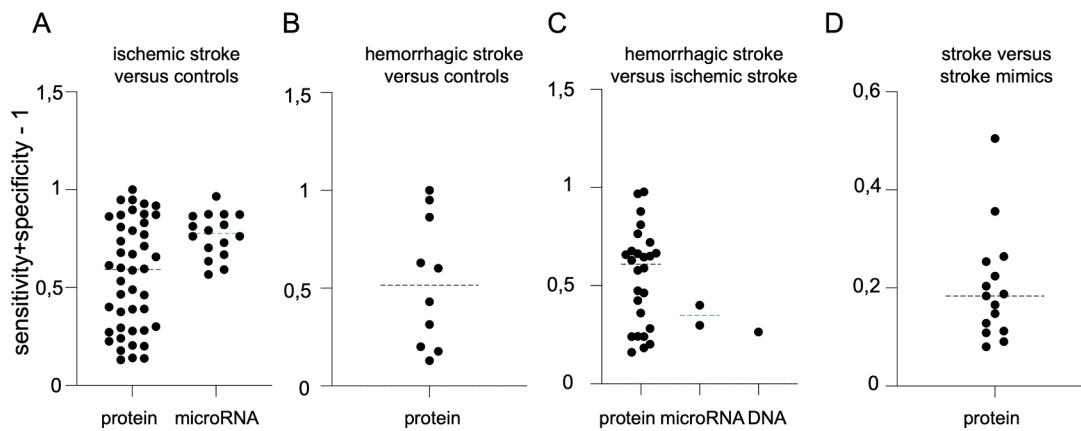 A
ischemic stroke
versus controls
sensitivity+specificity - 1
1,5
1
0,5
0
protein
microRNA
B
hemorrhagic stroke
versus controls
1,5
1
0,5
0
protein
C
hemorrhagic stroke
versus ischemic stroke
1,5
1
0,5
0
protein microRNA DNA
D
stroke versus
stroke mimics
0,6
0,4
0,2
0
protein